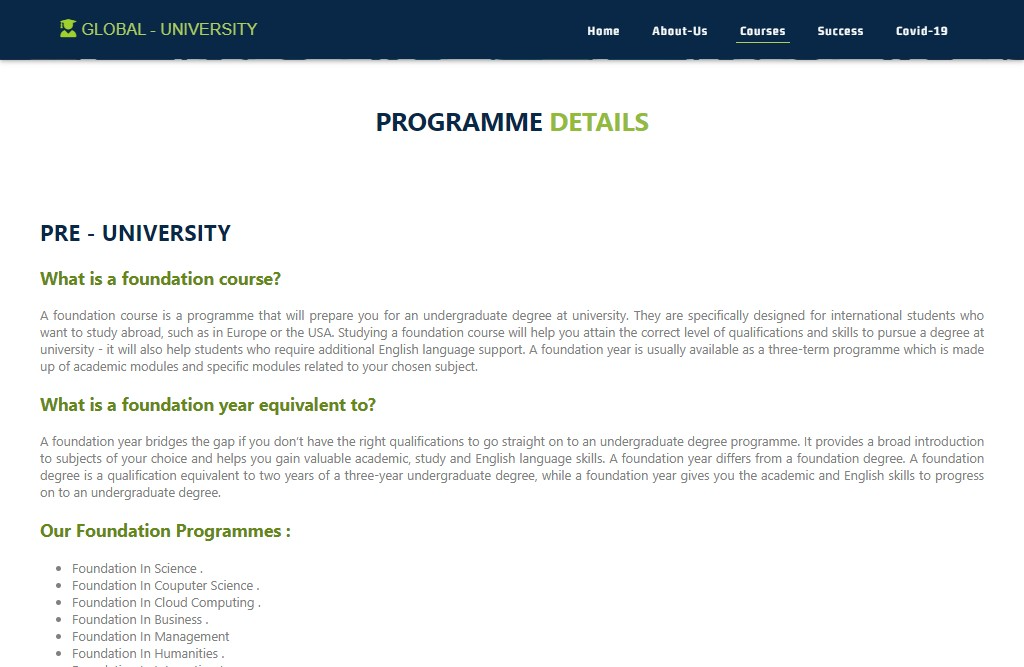 GLOBAL - UNIVERSITY
Home About-Us Courses Success Covid-19
PROGRAMME DETAILS
PRE - UNIVERSITY
What is a foundation course?
A foundation course is a programme that will prepare you for an undergraduate degree at university. They are specifically designed for international students who
want to study abroad, such as in Europe or the USA. Studying a foundation course will help you attain the correct level of qualifications and skills to pursue a degree at
university - it will also help students who require additional English language support. A foundation year is usually available as a three-term programme which is made
up of academic modules and specific modules related to your chosen subject.
What is a foundation year equivalent to?
A foundation year bridges the gap if you don't have the right qualifications to go straight on to an undergraduate degree programme. It provides a broad introduction
to subjects of your choice and helps you gain valuable academic, study and English language skills. A foundation year differs from a foundation degree. A foundation
degree is a qualification equivalent to two years of a three-year undergraduate degree, while a foundation year gives you the academic and English skills to progress
on to an undergraduate degree.
Our Foundation Programmes :
Foundation In Science .
Foundation In Couputer Science .
Foundation In Cloud Computing .
Foundation In Business .
Foundation In Management
Foundation In Humanities .